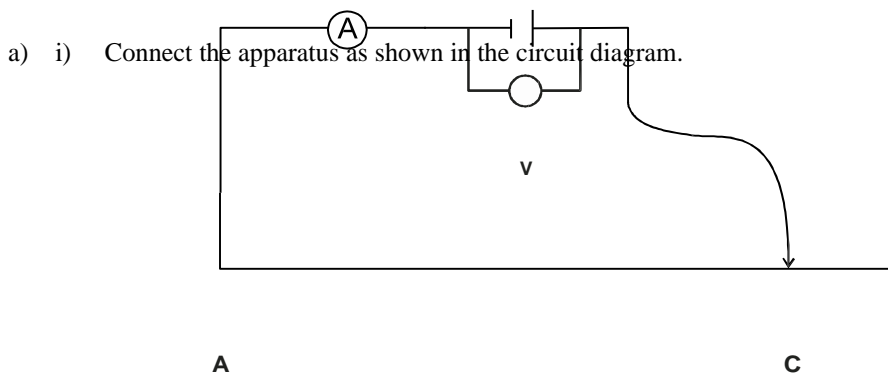 A
a) i) Connect the apparatus as shown in the circuit diagram.
V
A C